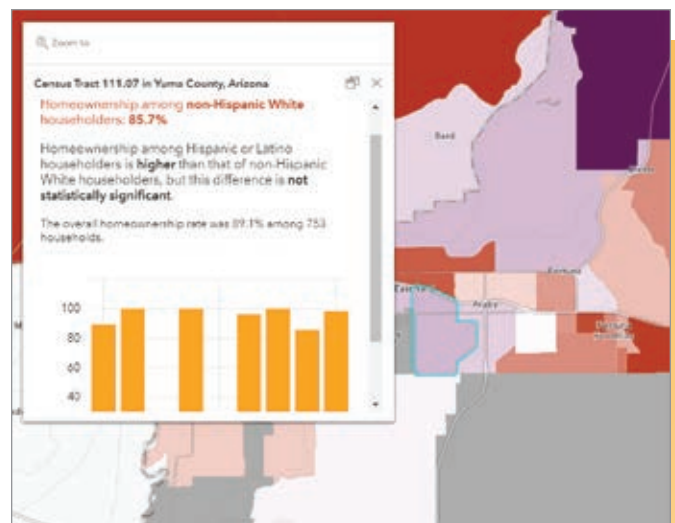 Zoom to
Census Tract 111.07 in Yuma County, Arizona
Homeownership among non-Hispanic White
householders: 85.7%
Homeownership among Hispanic or Latino
householders is higher than that of non-Hispanic
White householders, but this difference is not
statistically significant.
The overall homeownership rate was 89.1% among 753
households.
100
80
60
40
Bard
Araby